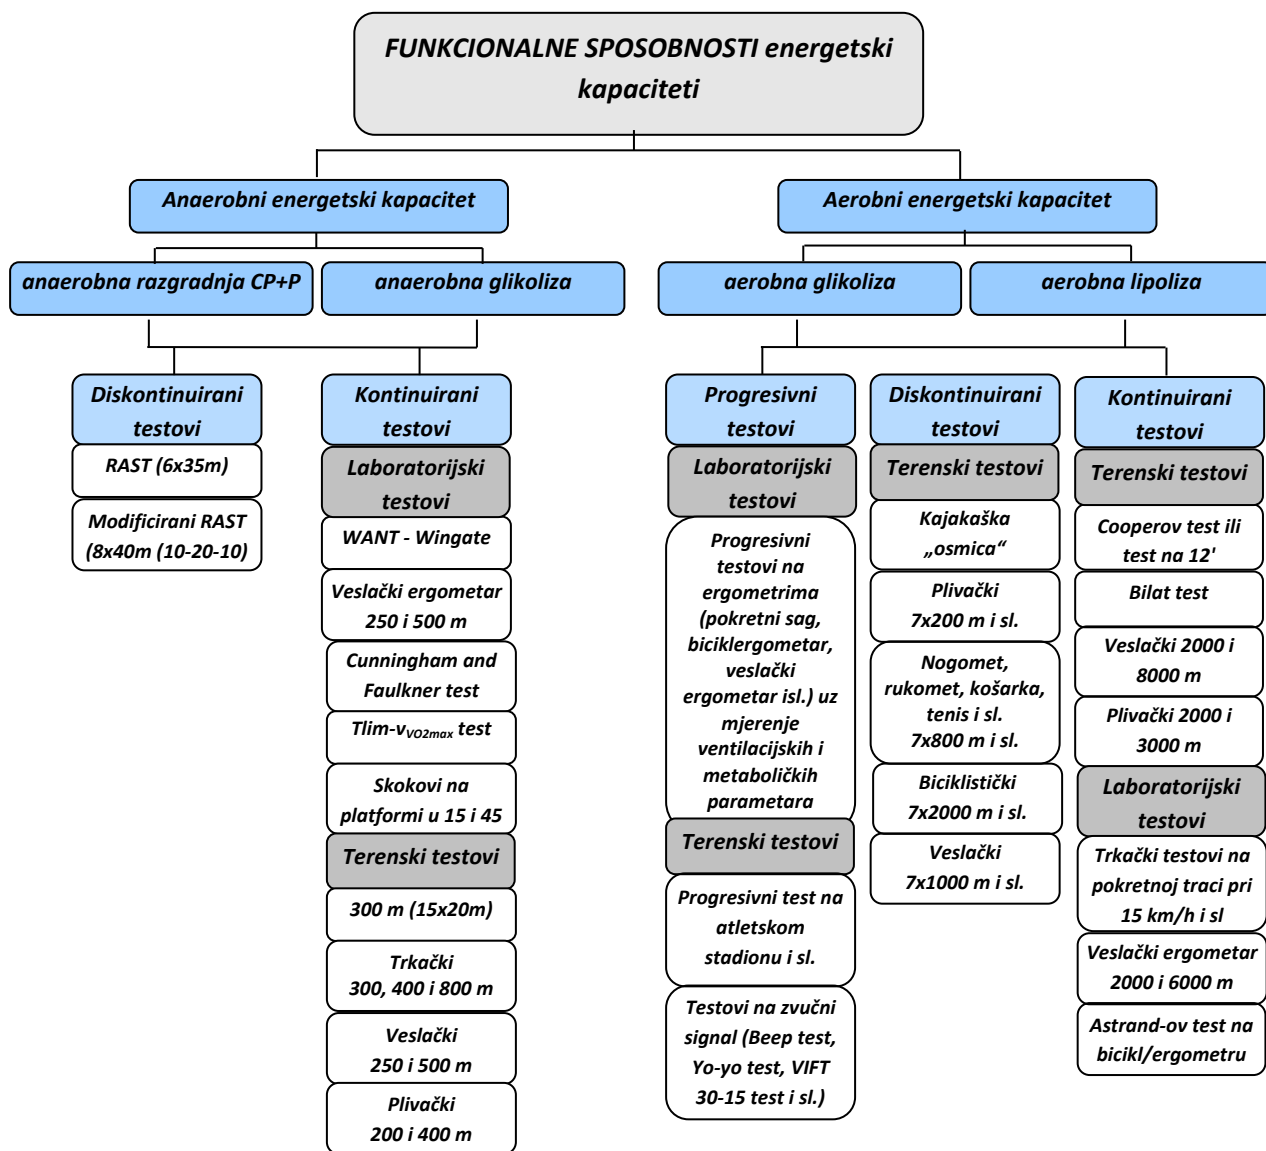 FUNKCIONALNE SPOSOBNOSTI energetski
kapaciteti
Anaerobni energetski kapacitet
Aerobni energetski kapacitet
anaerobna razgradnja CP+P
anaerobna glikoliza
aerobna glikoliza
aerobna lipoliza
Diskontinuirani
testovi
RAST (6x35m)
Modificirani RAST
(8x40m (10-20-10)
Kontinuirani
testovi
Laboratorijski
testovi
WANT - Wingate
Veslački ergometar
250 i 500 m
Cunningham and
Faulkner test
Tlim-vVO2max test
Skokovi na
platformi u 15 i 45
Terenski testovi
300 m (15x20m)
Trkački
300, 400 i 800 m
Veslački
250 i 500 m
Plivački
200 i 400 m
Progresivni
testovi
Laboratorijski
testovi
Progresivni
testovi na
ergometrima
(pokretni sag,
biciklergometar,
veslački
ergometar isl.) uz
mjerenje
ventilacijskih i
metaboličkih
parametara
Terenski testovi
Progresivni test na
atletskom
stadionu i sl.
Testovi na zvučni
signal (Beep test,
Yo-yo test, VIFT
30-15 test i sl.)
Diskontinuirani
testovi
Terenski testovi
Kajakaška
„osmica“
Plivački
7x200 m i sl.
Nogomet,
rukomet, košarka,
tenis i sl.
7x800 m i sl.
Biciklistički
7x2000 m i sl.
Veslački
7x1000 m i sl.
Kontinuirani
testovi
Terenski testovi
Cooperov test ili
test na 12'
Bilat test
Veslački 2000 i
8000 m
Plivački 2000 i
3000 m
Laboratorijski
testovi
Trkački testovi na
pokretnoj traci pri
15 km/h i sl
Veslački ergometar
2000 i 6000 m
Astrand-ov test na
bicikl/ergometru